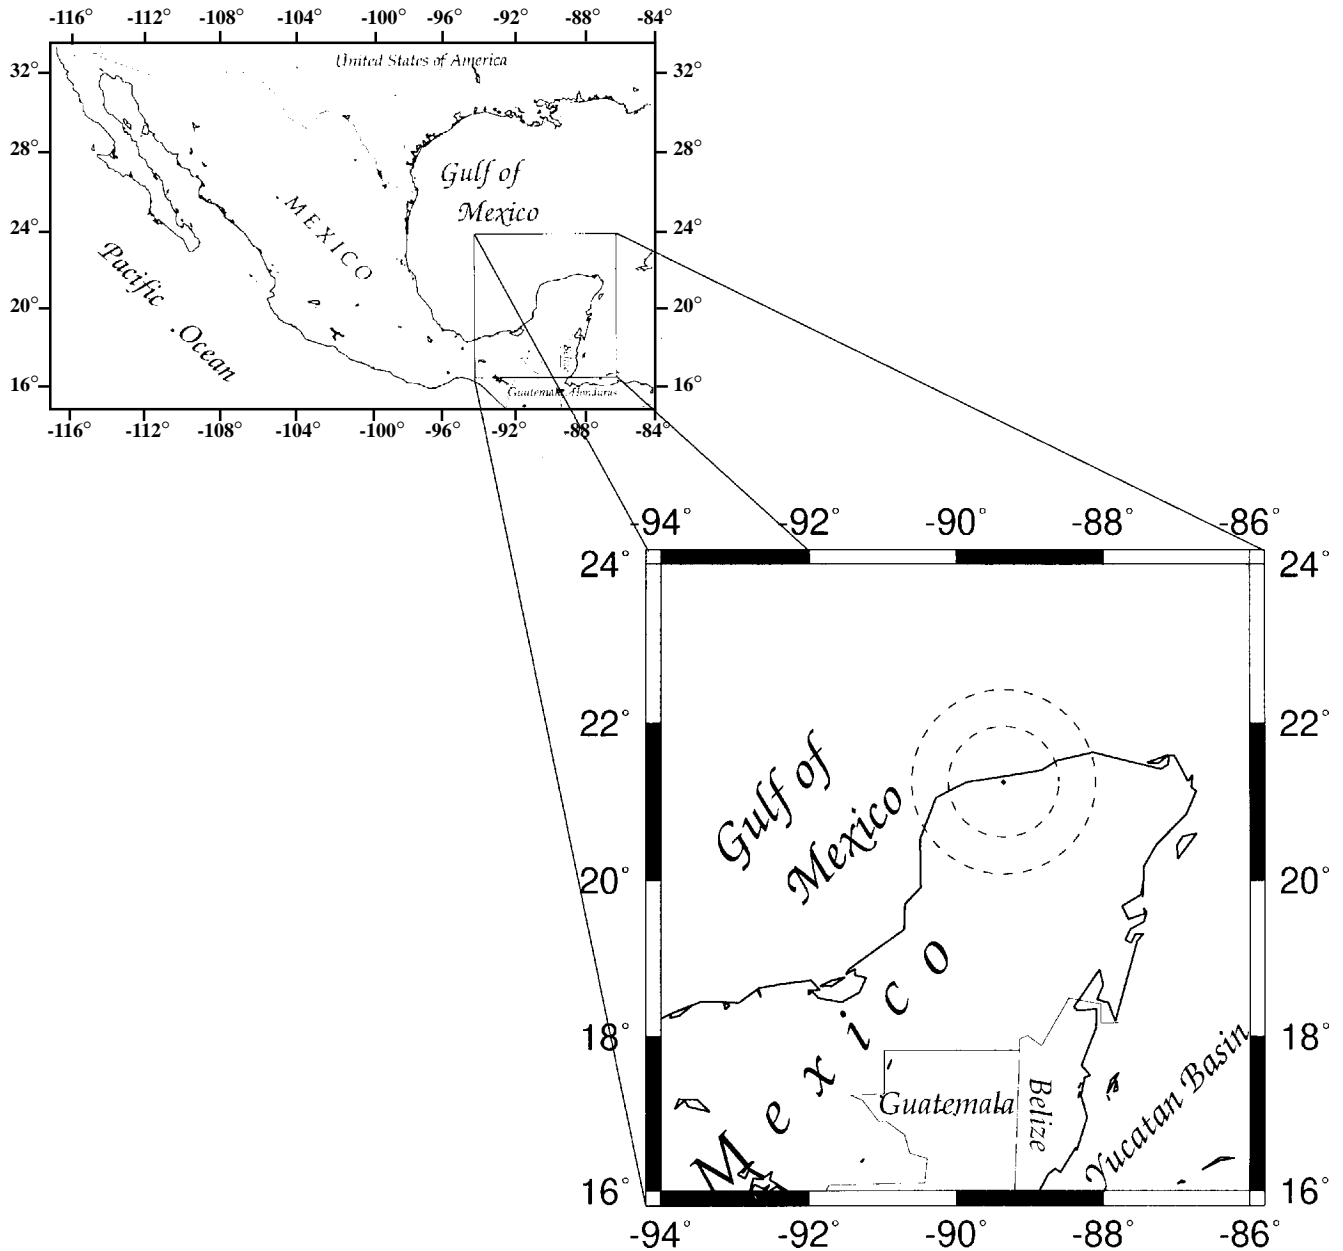 -116° -112° -108° -104° -100° -96° -92° -88° -84°
United States of America
32° 32°
28° 28°
Gulf of
Mexico
MEXICO
24° 24°
Pacific
Ocean
20° 20°
Belize
16° 16°
Guatemala Honduras
-116° -112° -108° -104° -100° -96° -92° -88° -84°
-94° -92° -90° -88° -86°
24° 24°
22° 22°
Gulf of
Mexico
20° 20°
Mexico
18° 18°
Guatemala
Belize
Yucatan Basin
16° 16°
-94° -92° -90° -88° -86°